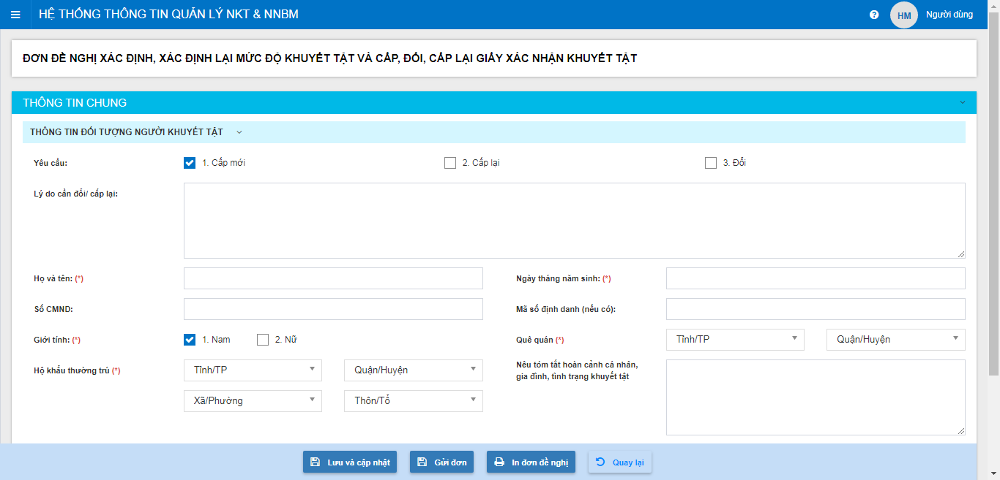 HỆ THỐNG THÔNG TIN QUẢN LÝ NKT & NNBM
HM
Người dùng
ĐƠN ĐỀ NGHỊ XÁC ĐỊNH, XÁC ĐỊNH LẠI MỨC ĐỘ KHUYẾT TẬT VÀ CẤP, ĐỔI, CẤP LẠI GIẤY XÁC NHẬN KHUYẾT TẬT
THÔNG TIN CHUNG
THÔNG TIN ĐỐI TƯỢNG NGƯỜI KHUYẾT TẬT
Yêu cầu:
1. Cấp mới
2. Cấp lại
3. Đổi
Lý do cần đổi/ cấp lại:
Họ và tên: (*)
Ngày tháng năm sinh: (*)
Số CMND:
Mã số định danh (nếu có):
Giới tính: (*)
1. Nam
2. Nữ
Quê quán (*)
Tỉnh/TP
Quận/Huyện
Hộ khẩu thường trú (*)
Tỉnh/TP
Quận/Huyện
Xã/Phường
Thôn/Tổ
Nêu tóm tắt hoàn cảnh cá nhân,
gia đình, tình trạng khuyết tật
Lưu và cập nhật
Gửi đơn
In đơn đề nghị
Quay lại